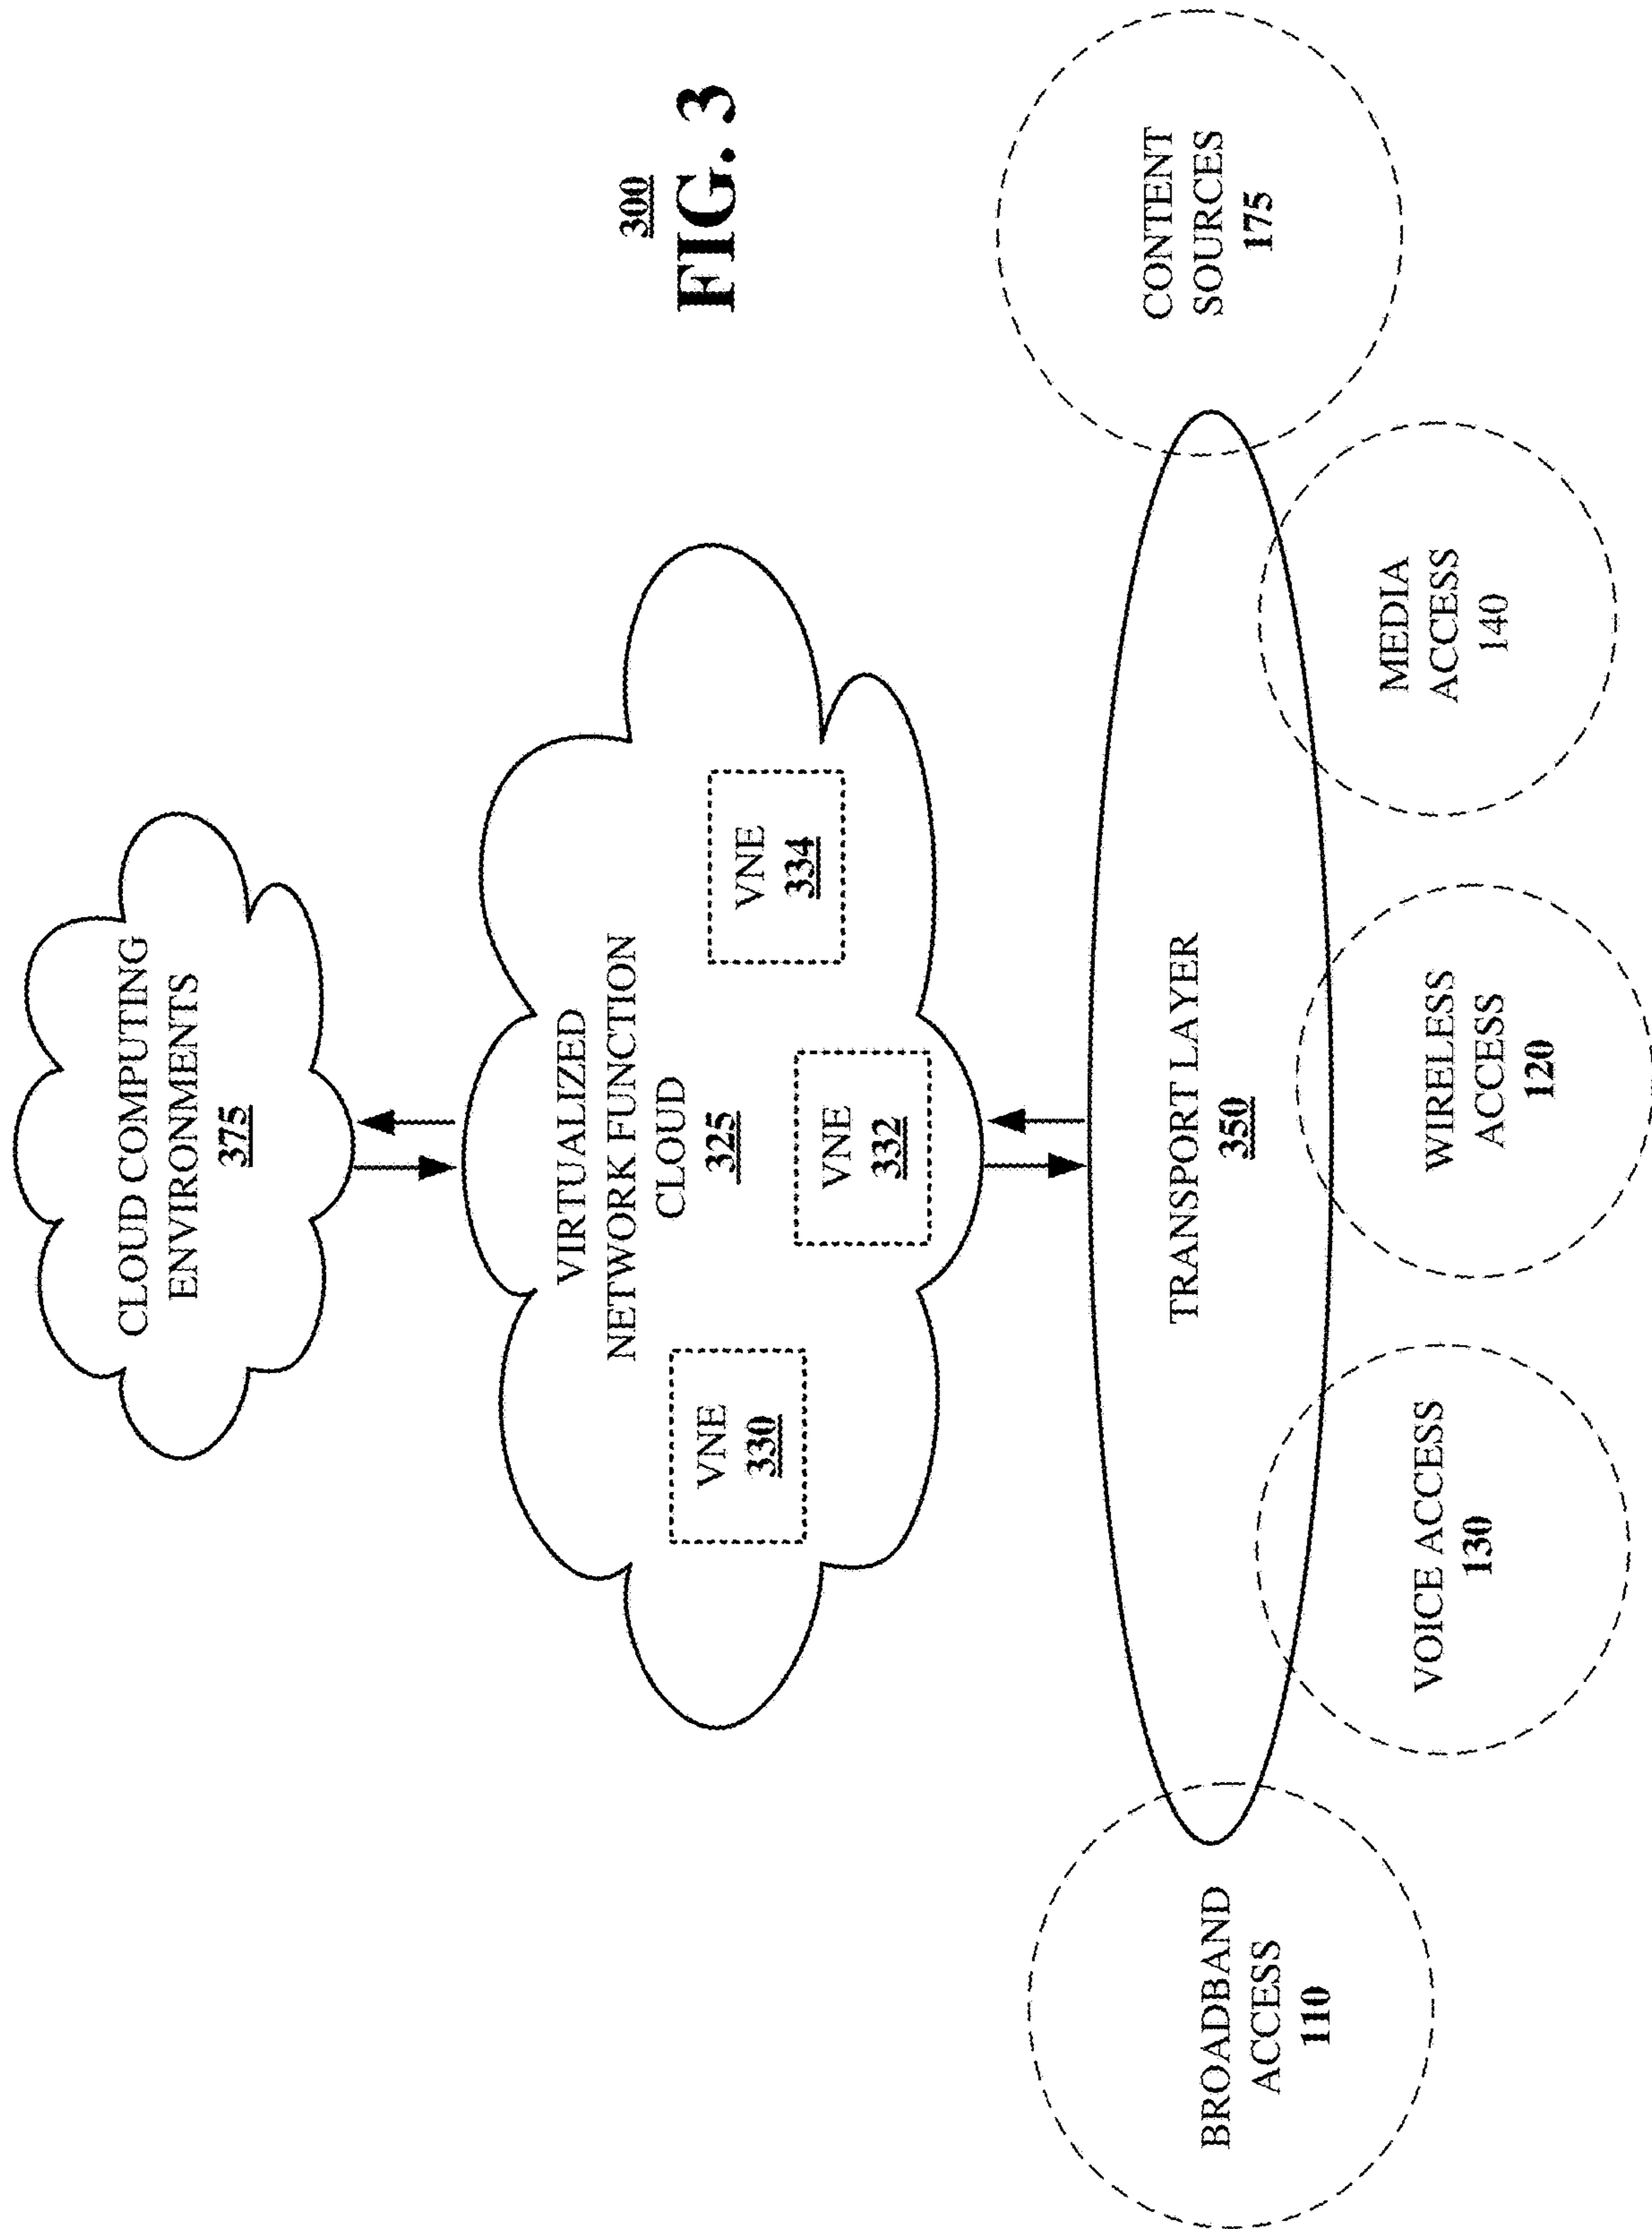 CLOUD COMPUTING
ENVIRONMENTS
375
VIRTUALIZED
NETWORK FUNCTION
CLOUD
325
VNE
330
VNE
332
VNE
334
TRANSPORT LAYER
350
BROADBAND
ACCESS
110
VOICE ACCESS
130
WIRELESS
ACCESS
120
MEDIA
ACCESS
140
CONTENT
SOURCES
175
300
FIG. 3